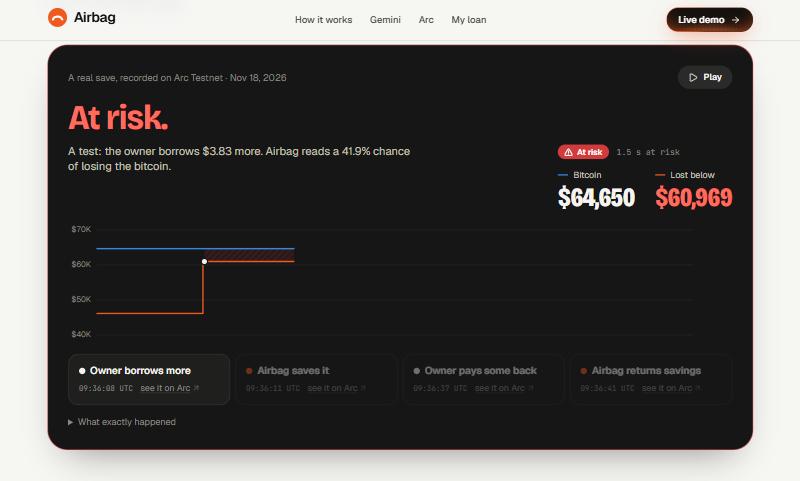 Airbag
How it works Gemini Arc My loan
Live demo →
A real save, recorded on Arc Testnet · Nov 18, 2026
Play
At risk.
A test: the owner borrows $3.83 more. Airbag reads a 41.9% chance
of losing the bitcoin.
At risk 1.5 s at risk
Bitcoin Lost below
$64,650 $60,969
$70K
$60K
$50K
$40K
Owner borrows more
09:36:08 UTC see it on Arc ↗
Airbag saves it
09:36:11 UTC see it on Arc ↗
Owner pays some back
09:36:37 UTC see it on Arc ↗
Airbag returns savings
09:36:41 UTC see it on Arc ↗
What exactly happened